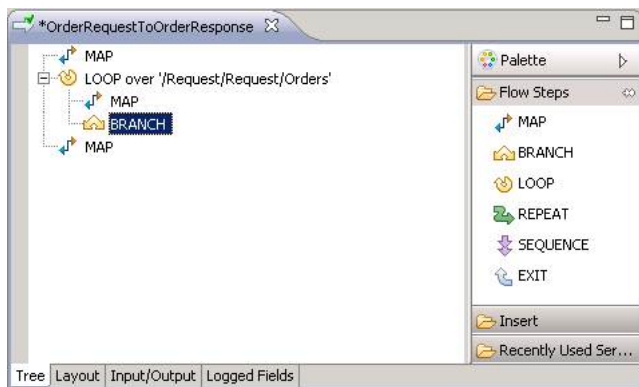 *OrderRequestToOrderResponse
MAP
LOOP over '/Request/Request/Orders'
MAP
BRANCH
MAP
Palette
Flow Steps
MAP
BRANCH
LOOP
REPEAT
SEQUENCE
EXIT
Insert
Recently Used Ser...
Tree Layout Input/Output Logged Fields